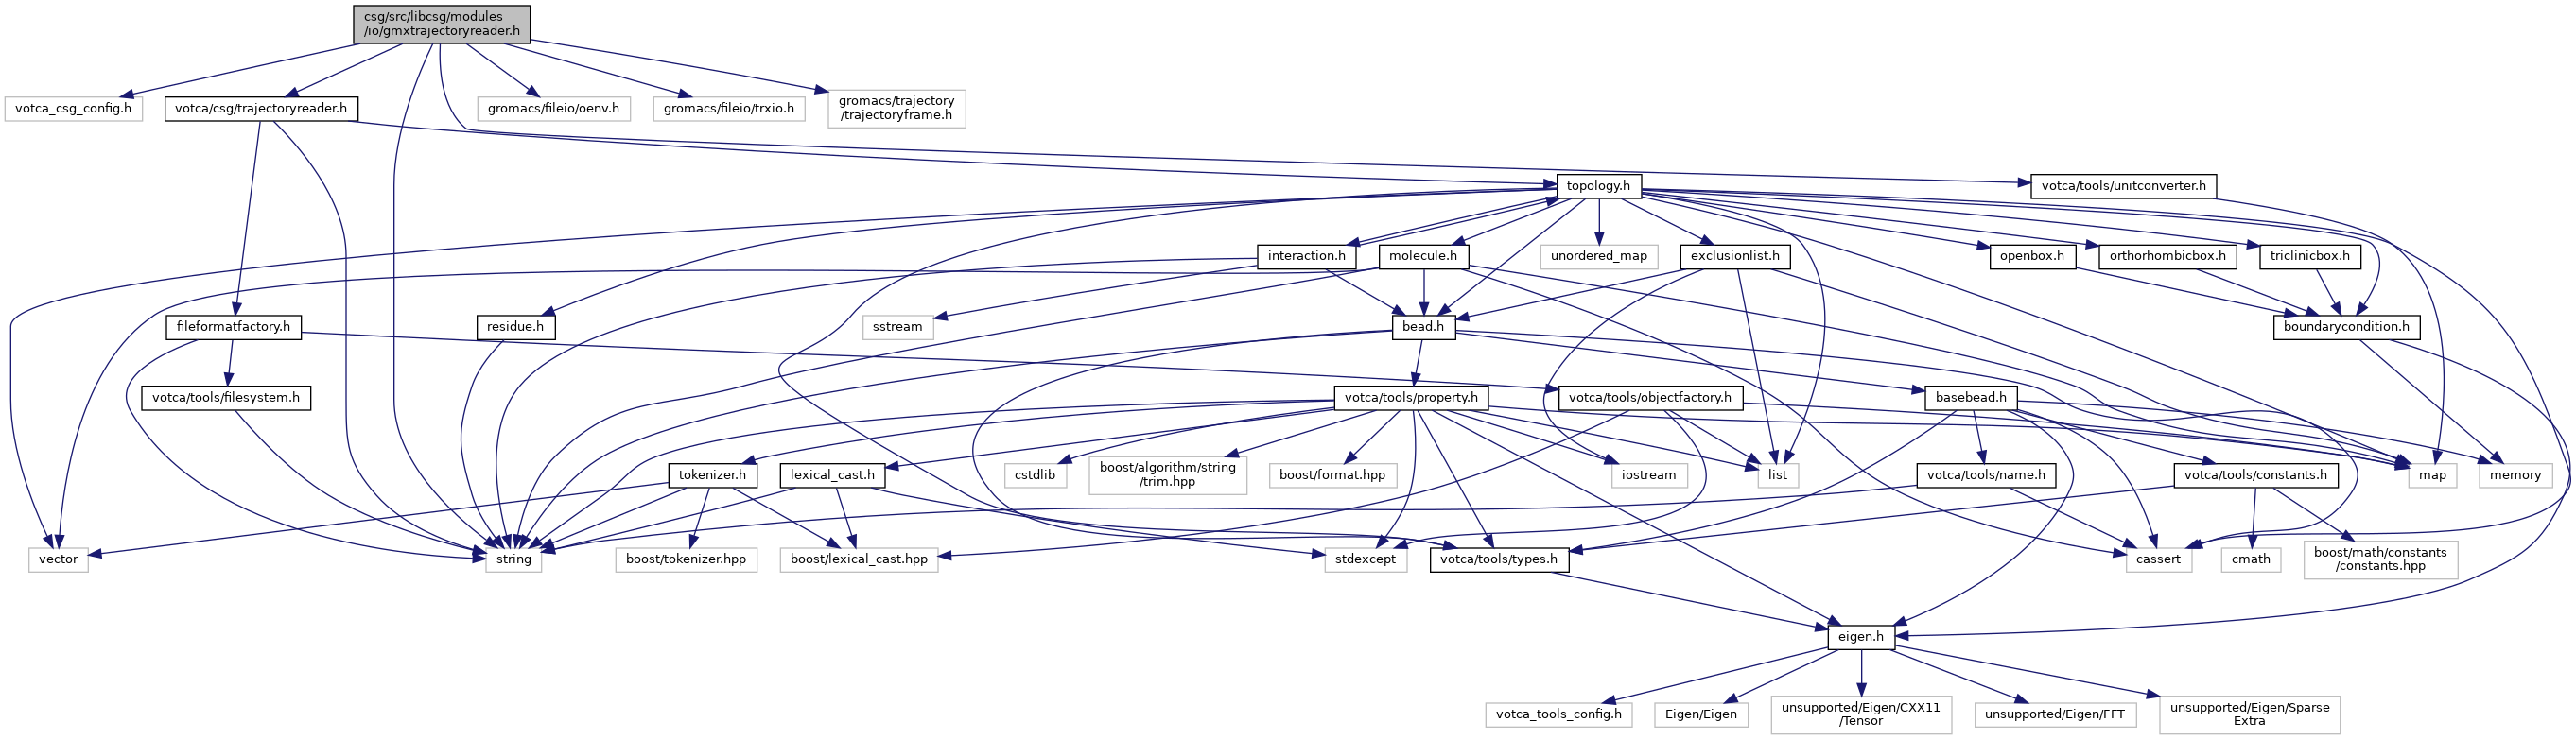 csg/src/libcsg/modules
/io/gmxtrajectoryreader.h
votca_csg_config.h
votca/csg/trajectoryreader.h
gromacs/fileio/oenv.h
gromacs/fileio/trxio.h
gromacs/trajectory
/trajectoryframe.h
topology.h
votca/tools/unitconverter.h
interaction.h
molecule.h
unordered_map
exclusionlist.h
openbox.h
orthorhombicbox.h
triclinicbox.h
fileformatfactory.h
residue.h
sstream
bead.h
boundarycondition.h
votca/tools/filesystem.h
votca/tools/property.h
votca/tools/objectfactory.h
basebead.h
tokenizer.h
lexical_cast.h
cstdlib
boost/algorithm/string
/trim.hpp
boost/format.hpp
iostream
list
votca/tools/name.h
votca/tools/constants.h
map
memory
vector
string
boost/tokenizer.hpp
boost/lexical_cast.hpp
stdexcept
votca/tools/types.h
cassert
cmath
boost/math/constants
/constants.hpp
eigen.h
votca_tools_config.h
Eigen/Eigen
unsupported/Eigen/CXX11
/Tensor
unsupported/Eigen/FFT
unsupported/Eigen/Sparse
Extra